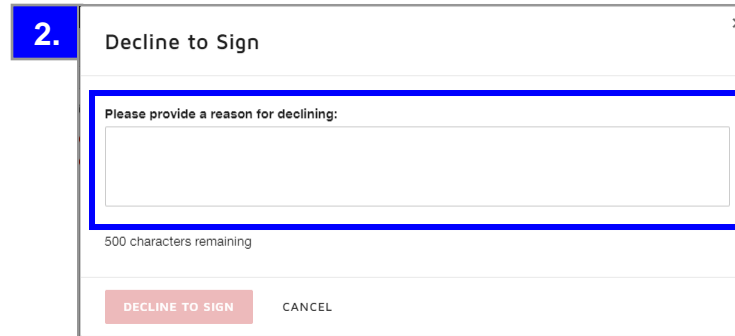 2.
Decline to Sign
Please provide a reason for declining:
500 characters remaining
DECLINE TO SIGN CANCEL